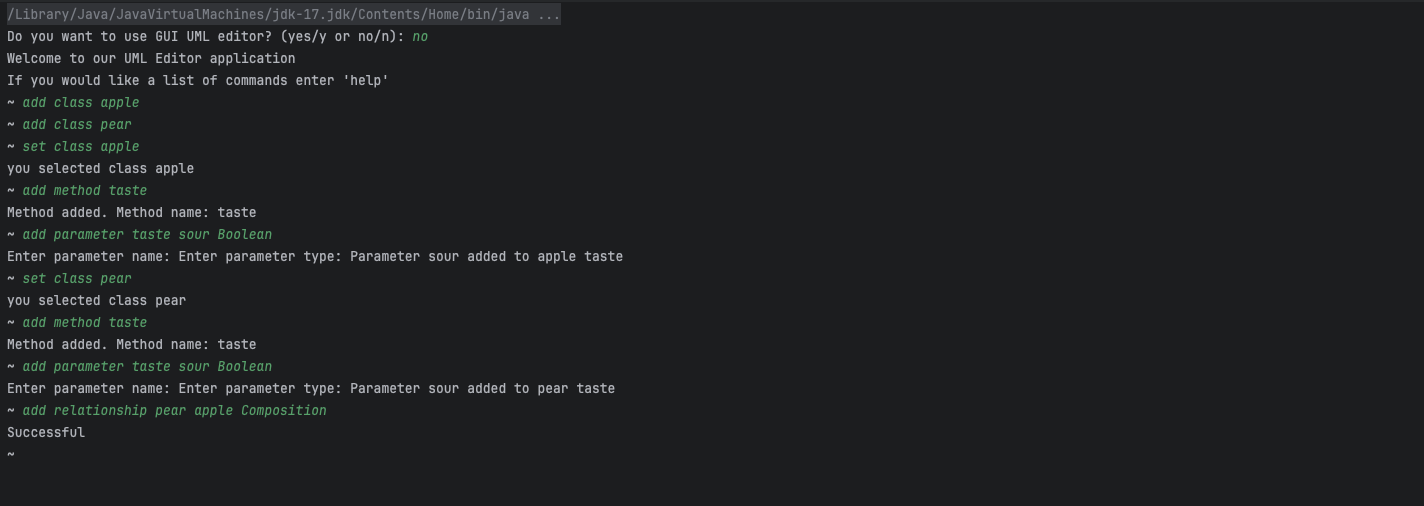 /Library/Java/JavaVirtualMachines/jdk-17.jdk/Contents/Home/bin/java ...
Do you want to use GUI UML editor? (yes/y or no/n): no
Welcome to our UML Editor application
If you would like a list of commands enter 'help'
~ add class apple
~ add class pear
~ set class apple
you selected class apple
~ add method taste
Method added. Method name: taste
~ add parameter taste sour Boolean
Enter parameter name: Enter parameter type: Parameter sour added to apple taste
~ set class pear
you selected class pear
~ add method taste
Method added. Method name: taste
~ add parameter taste sour Boolean
Enter parameter name: Enter parameter type: Parameter sour added to pear taste
~ add relationship pear apple Composition
Successful
~